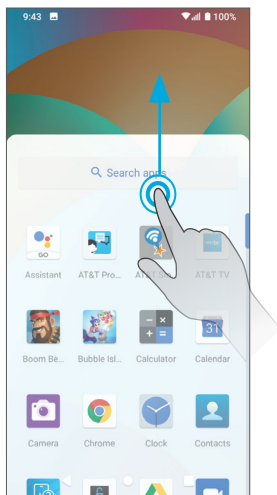 9:43 100%
Search apps
GO
Assistant AT&T Pro... AT&T TV
31
Boom Be... Bubble Isl... Calculator Calendar
Camera Chrome Clock Contacts